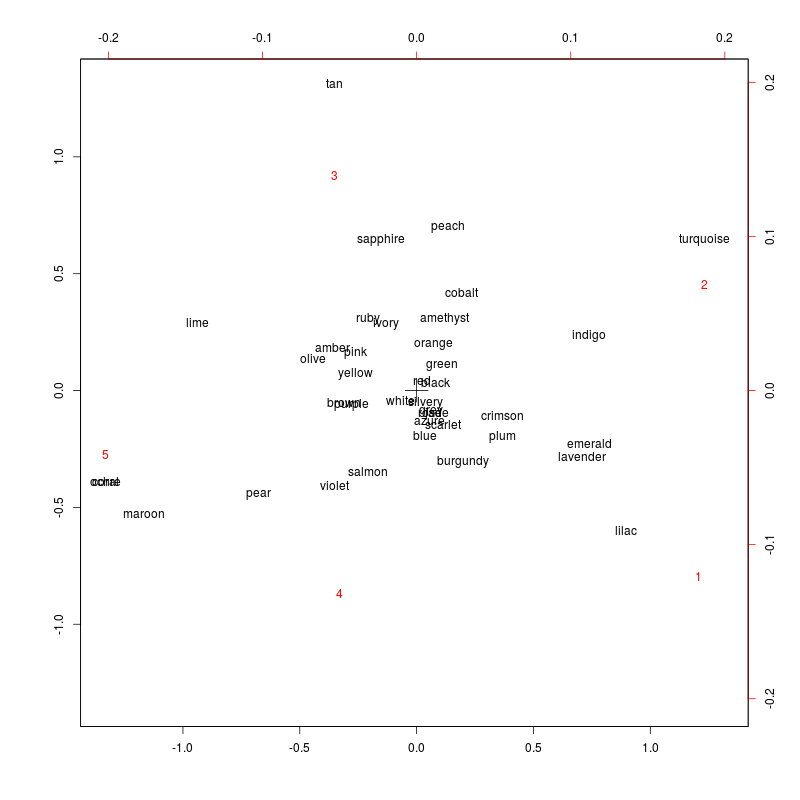 -0.2 -0.1 0.0 0.1 0.2
tan
0.2
1.0
3
peach
sapphire
turquoise
0.1
0.5
2
cobalt
ruby
ivory
amethyst
lime
indigo
orange
amber
pink
olive
green
yellow
red
black
0.0
0.0
white
silvery
brown
purple
grey
rose
crimson
azure
scarlet
blue
plum
emerald
5
lavender
burgundy
salmon
coral
ochre
violet
pear
-0.5
maroon
lilac
-0.1
1
4
-1.0
-0.2
-1.0 -0.5 0.0 0.5 1.0